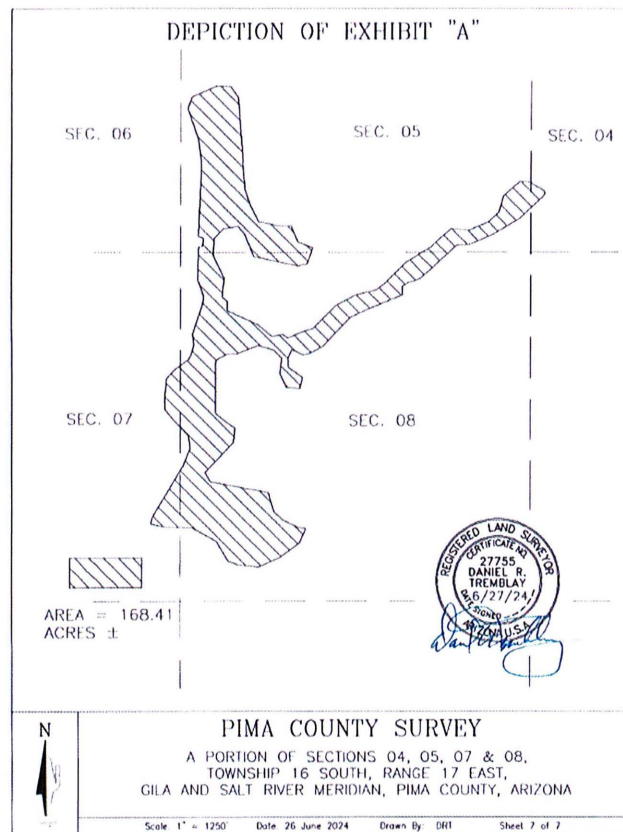 DEPICTION OF EXHIBIT "A"
SEC. 06
SEC. 05
SEC. 04
SEC. 07
SEC. 08
AREA = 168.41
ACRES ±
REGISTERED LAND SURVEYOR
CERTIFICATE NO.
27755
DANIEL R.
TREMBLAY
6/27/24
DATE SIGNED
ARIZONA U.S.A.
N
PIMA COUNTY SURVEY
A PORTION OF SECTIONS 04, 05, 07 & 08,
TOWNSHIP 16 SOUTH, RANGE 17 EAST,
GILA AND SALT RIVER MERIDIAN, PIMA COUNTY, ARIZONA
Scale: 1" = 1250' Date: 26 June 2024 Drawn By: DRT Sheet 7 of 7